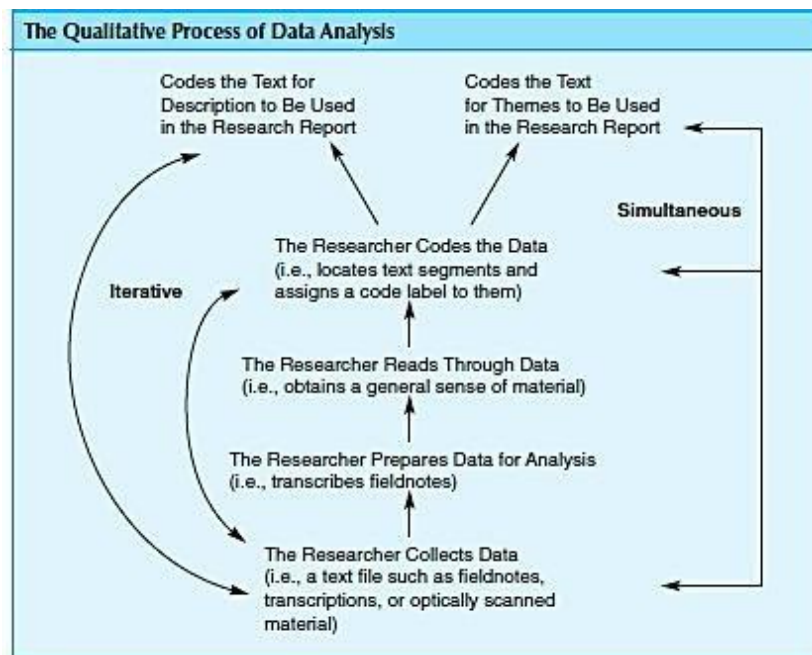 The Qualitative Process of Data Analysis
Codes the Text for
Description to Be Used
in the Research Report
Codes the Text
for Themes to Be Used
in the Research Report
Simultaneous
The Researcher Codes the Data
(i.e., locates text segments and
assigns a code label to them)
Iterative
The Researcher Reads Through Data
(i.e., obtains a general sense of material)
The Researcher Prepares Data for Analysis
(i.e., transcribes fieldnotes)
The Researcher Collects Data
(i.e., a text file such as fieldnotes,
transcriptions, or optically scanned
material)